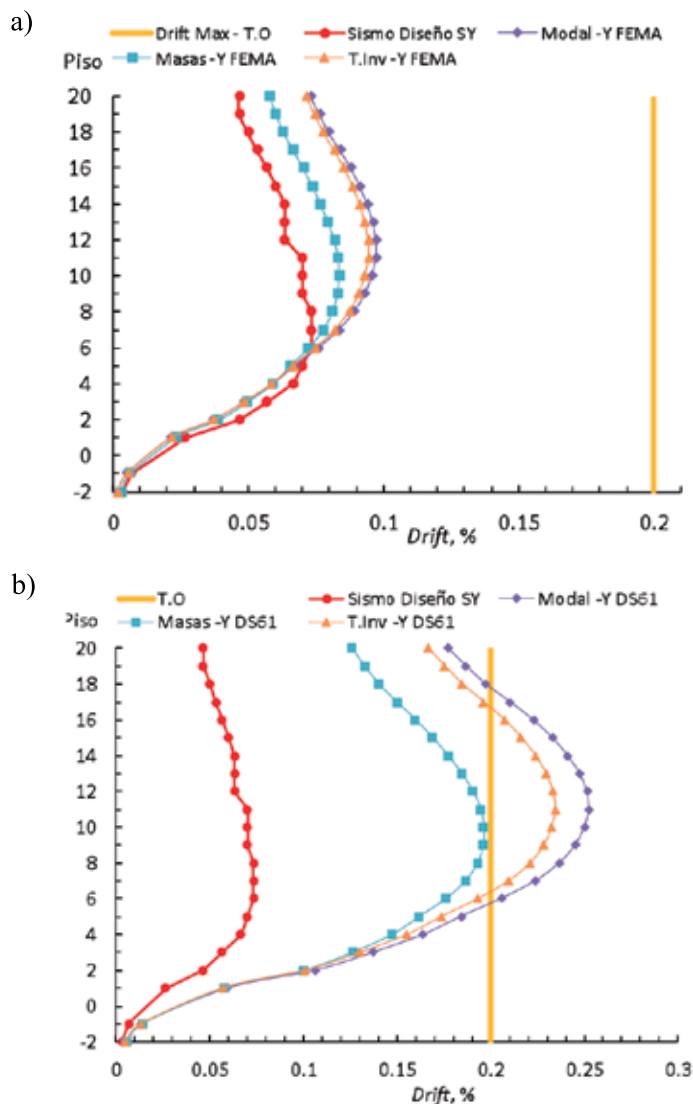 a)
Drift Max - T.O Sismo Diseño SY Modal -Y FEMA
Masas -Y FEMA T.Inv -Y FEMA
Piso
20
18
16
14
12
10
8
6
4
2
0
-2
0 0.05 0.1 0.15 0.2
Drift, %
b)
T.O Sismo Diseño SY Modal -Y DS61
Masas -Y DS61 T.Inv -Y DS61
Piso
20
18
16
14
12
10
8
6
4
2
0
-2
0 0.05 0.1 0.15 0.2 0.25 0.3
Drift, %